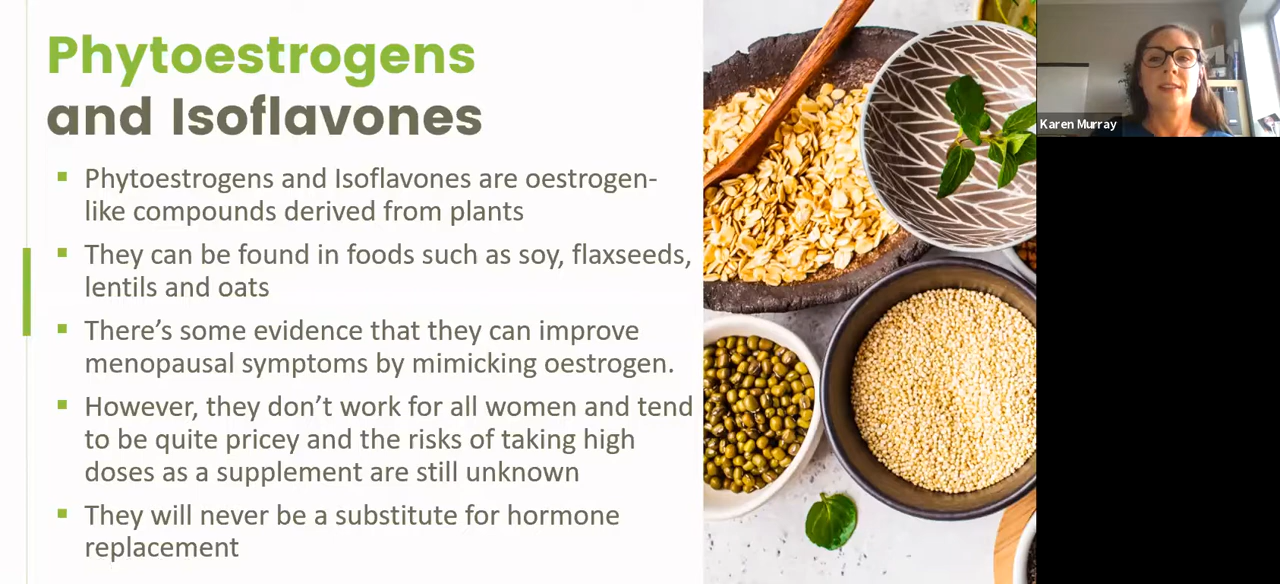 Phytoestrogens
and Isoflavones
▪ Phytoestrogens and Isoflavones are oestrogen-
like compounds derived from plants
▪ They can be found in foods such as soy, flaxseeds,
lentils and oats
▪ There’s some evidence that they can improve
menopausal symptoms by mimicking oestrogen.
▪ However, they don’t work for all women and tend
to be quite pricey and the risks of taking high
doses as a supplement are still unknown
▪ They will never be a substitute for hormone
replacement
Karen Murray